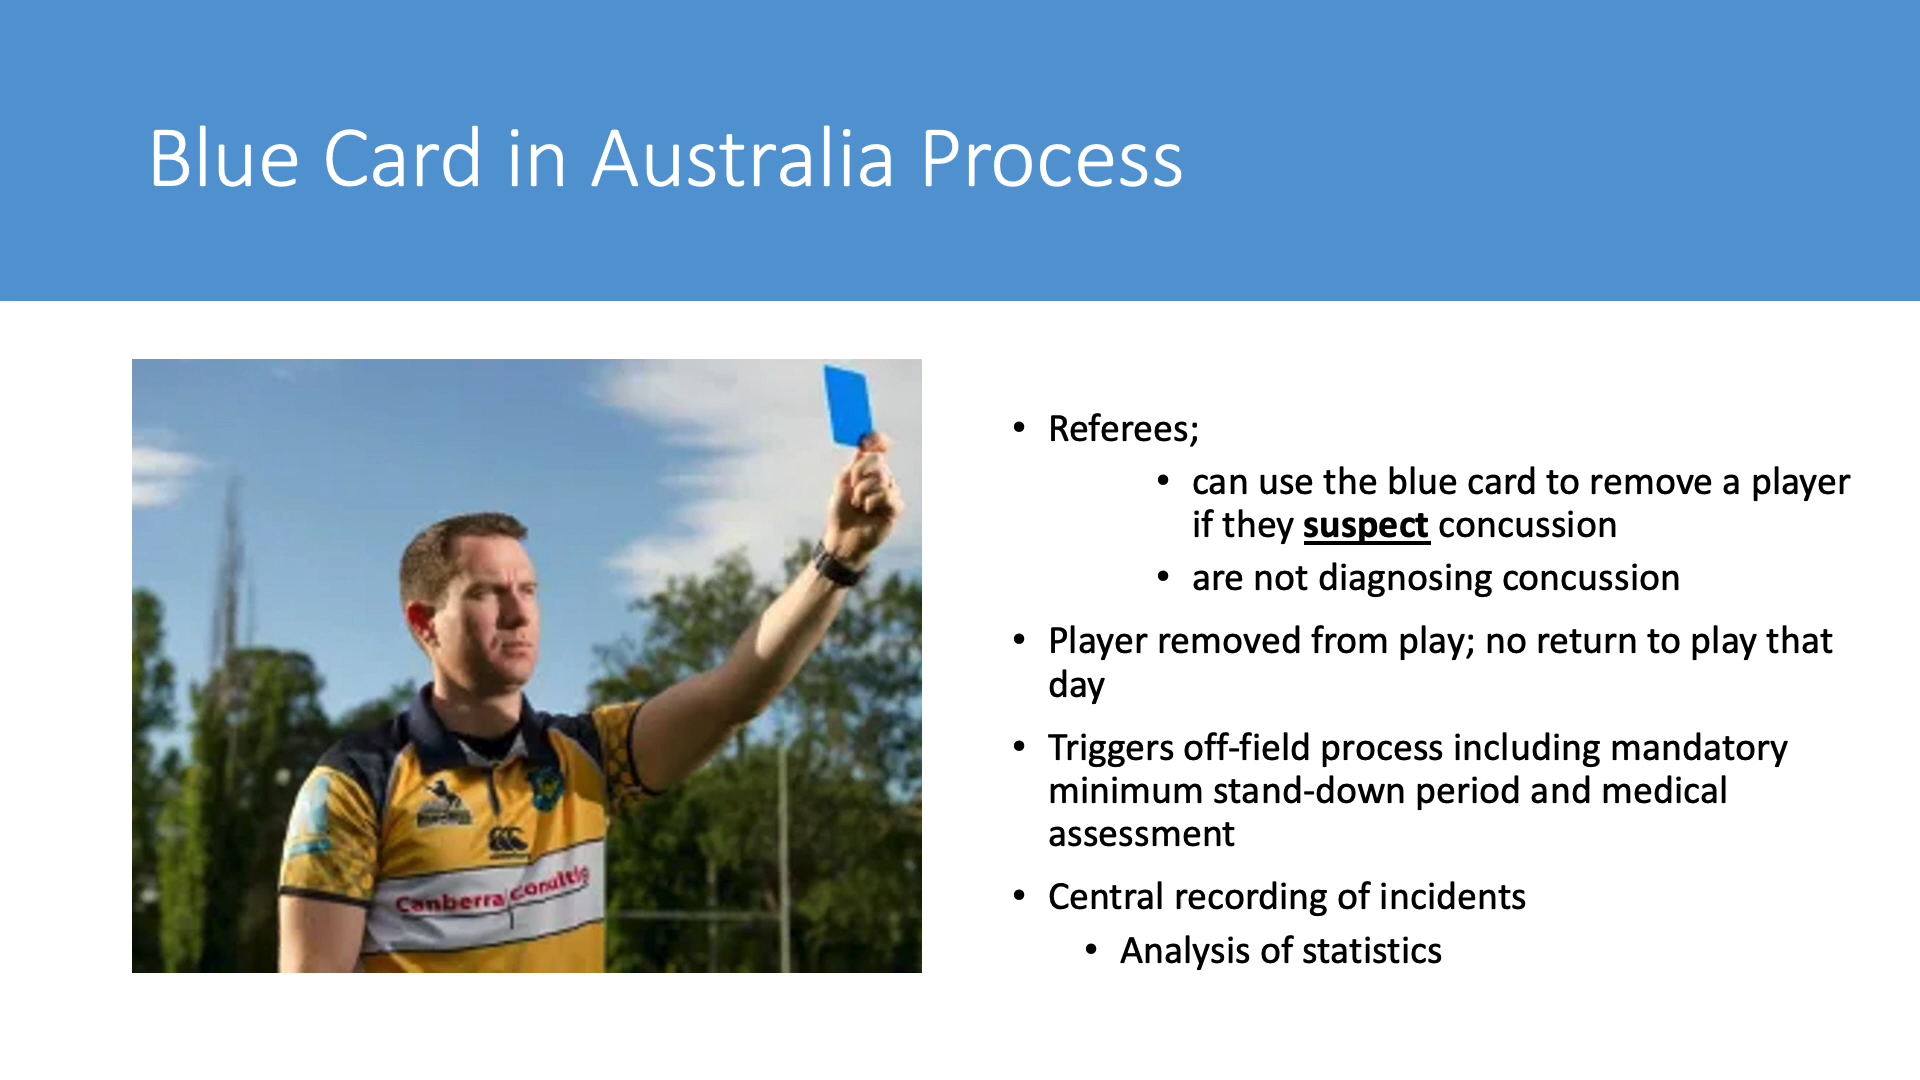 Blue Card in Australia Process
• Referees;
• can use the blue card to remove a player
if they suspect concussion
• are not diagnosing concussion
• Player removed from play; no return to play that
day
• Triggers off-field process including mandatory
minimum stand-down period and medical
assessment
• Central recording of incidents
• Analysis of statistics
Canberra